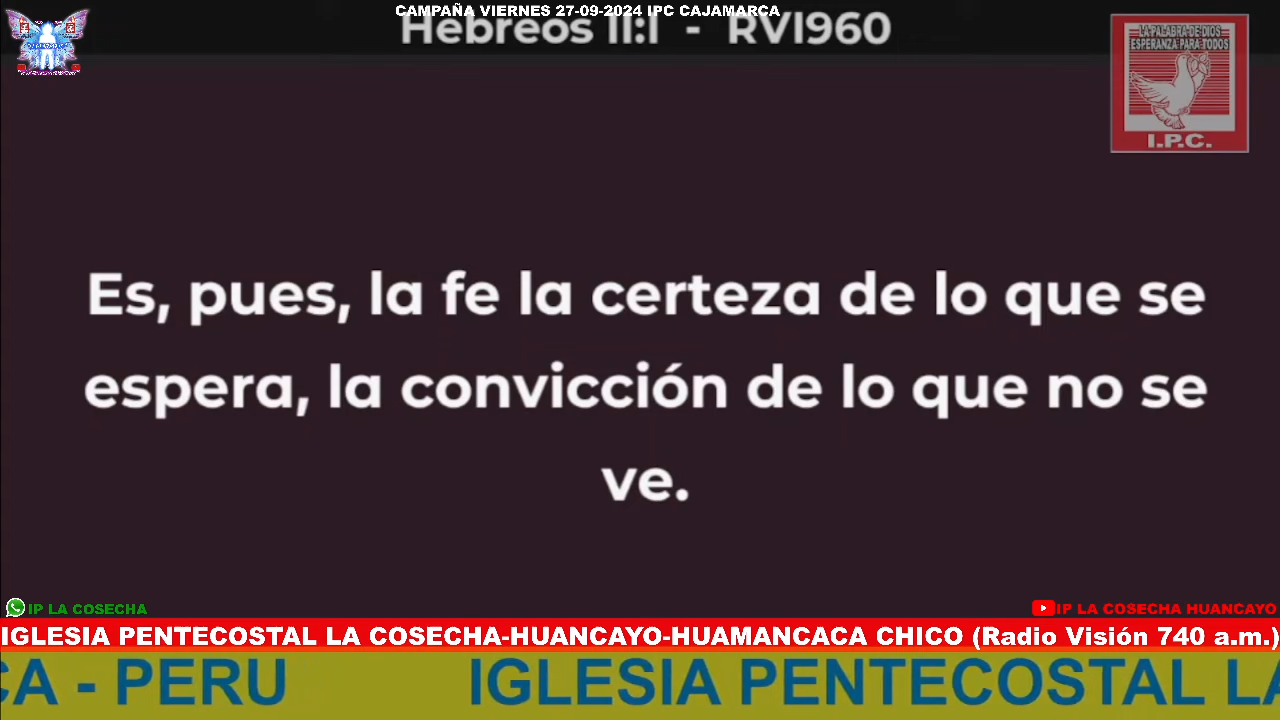 CAMPAÑA VIERNES 27-09-2024 IPC CAJAMARCA
Hebreos 11:1 - RV1960
LA PALABRA DE DIOS
ESPERANZA PARA TODOS
I.P.C.
Es, pues, la fe la certeza de lo que se
espera, la convicción de lo que no se
ve.
IP LA COSECHA
IP LA COSECHA HUANCAYO
IGLESIA PENTECOSTAL LA COSECHA-HUANCAYO-HUAMANCACA CHICO (Radio Visión 740 a.m.)
CA - PERU IGLESIA PENTECOSTAL LA